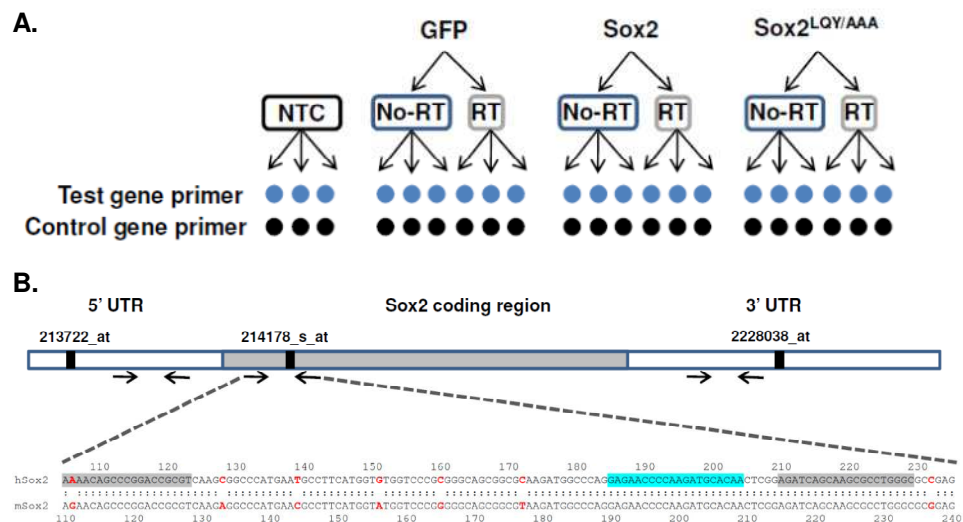 A.
GFP Sox2 Sox2LQY/AAA
NTC No-RT RT No-RT RT No-RT RT
Test gene primer
Control gene primer
B.
5' UTR Sox2 coding region 3' UTR
213722_at 214178_s_at 2228038_at
110 120 130 140 150 160 170 180 190 200 210 220 230
hSox2 AAAACAGCCCGGACCGCGTCAAGCGGCCCATGAATGCCTTCATGGTGTGGTCCCGCGGGCAGCGGCGCAAGATGGCCCAGGAGAACCCCAAGATGCACAACTCGGAGATCAGCAAGCGCCTGGGCGCCGAG
mSox2 AGAACAGCCCGGACCGCGTCAAGAGGCCCATGAACGCCTTCATGGTATGGTCCCGGGGGCAGCGGCGTAAGATGGCCCAGGAGAACCCCAAGATGCACAACTCGGAGATCAGCAAGCGCCTGGGCGCGGAG
110 120 130 140 150 160 170 180 190 200 210 220 230 240